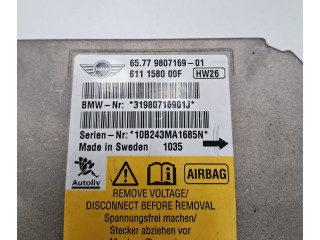 65.77 9807169-01
611 1580 00F HW26
BMW-Nr: *31980716901J*
Serien-Nr: *10B243MA1685N*
Made in Sweden 1035
Autoliv
AIRBAG
REMOVE VOLTAGE/
DISCONNECT BEFORE REMOVAL
Spannungsfrei machen/
Stecker abziehen vor